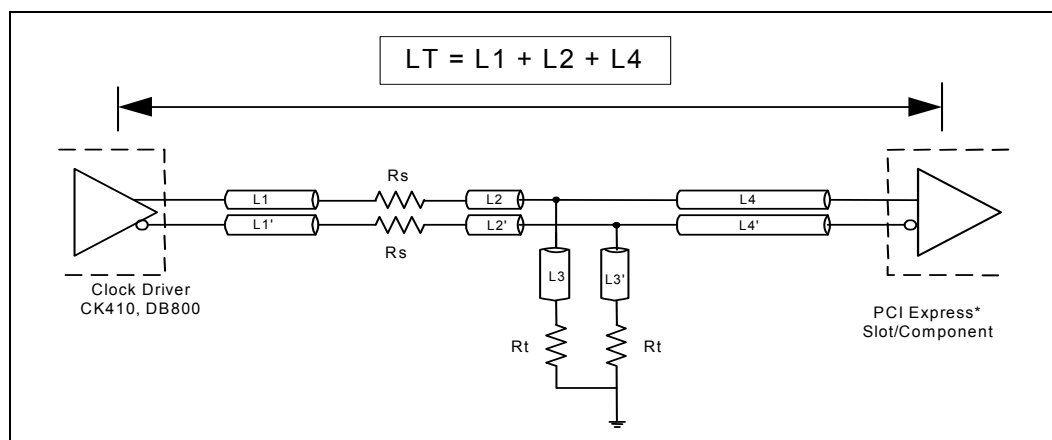 LT = L1 + L2 + L4
Rs
L1
L2
L4
L1'
L2'
L4'
Rs
L3
L3'
Clock Driver
CK410, DB800
PCI Express*
Slot/Component
Rt
Rt